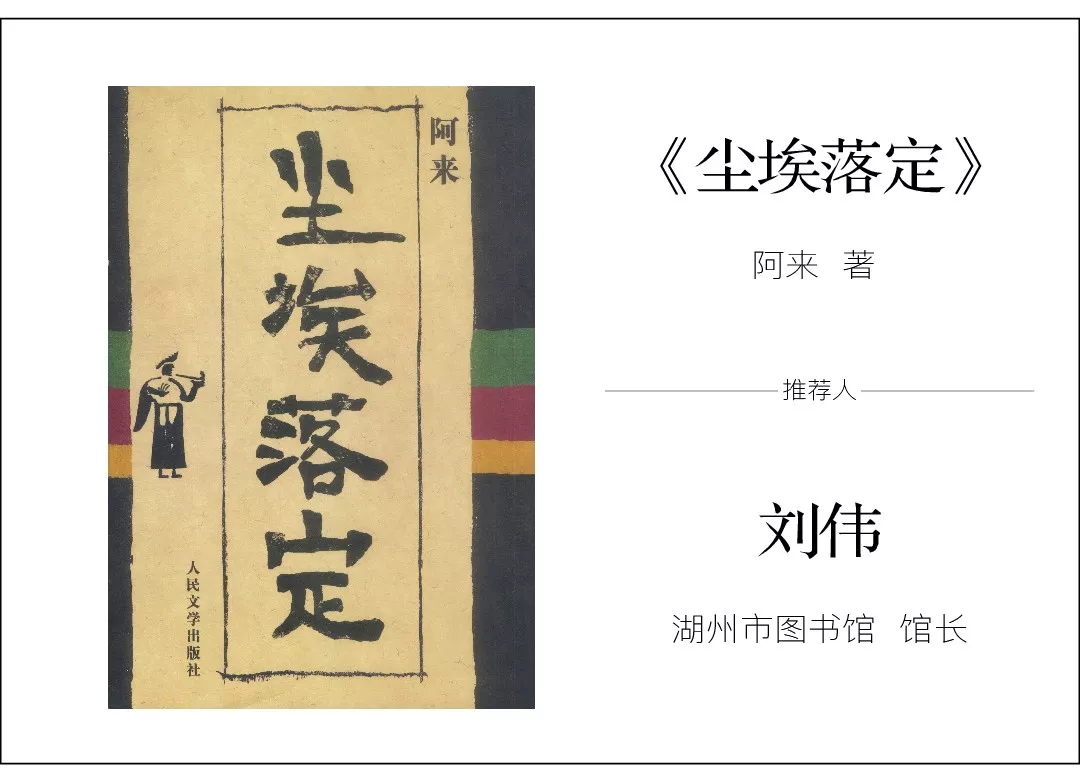 阿来
尘埃落定
人民文学出版社
《尘埃落定》
阿来 著
推荐人
刘伟
湖州市图书馆 馆长